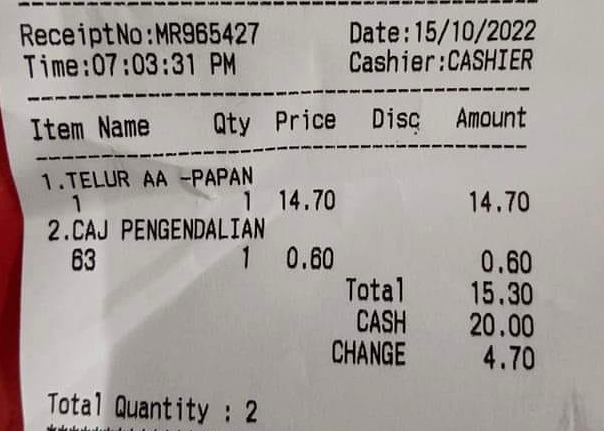 ReceiptNo:MR965427 Date:15/10/2022
Time:07:03:31 PM Cashier:CASHIER
Item Name Qty Price Disc Amount
1.TELUR AA -PAPAN
1 1 14.70 14.70
2.CAJ PENGENDALIAN
63 1 0.60 0.60
Total 15.30
CASH 20.00
CHANGE 4.70
Total Quantity : 2